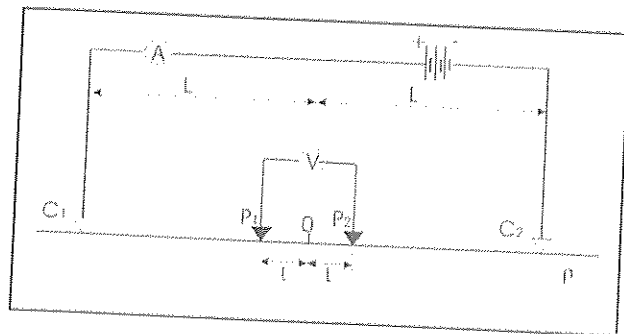 A + -
L L
V
C₁ P₁ O P₂ C₂
l l ρ